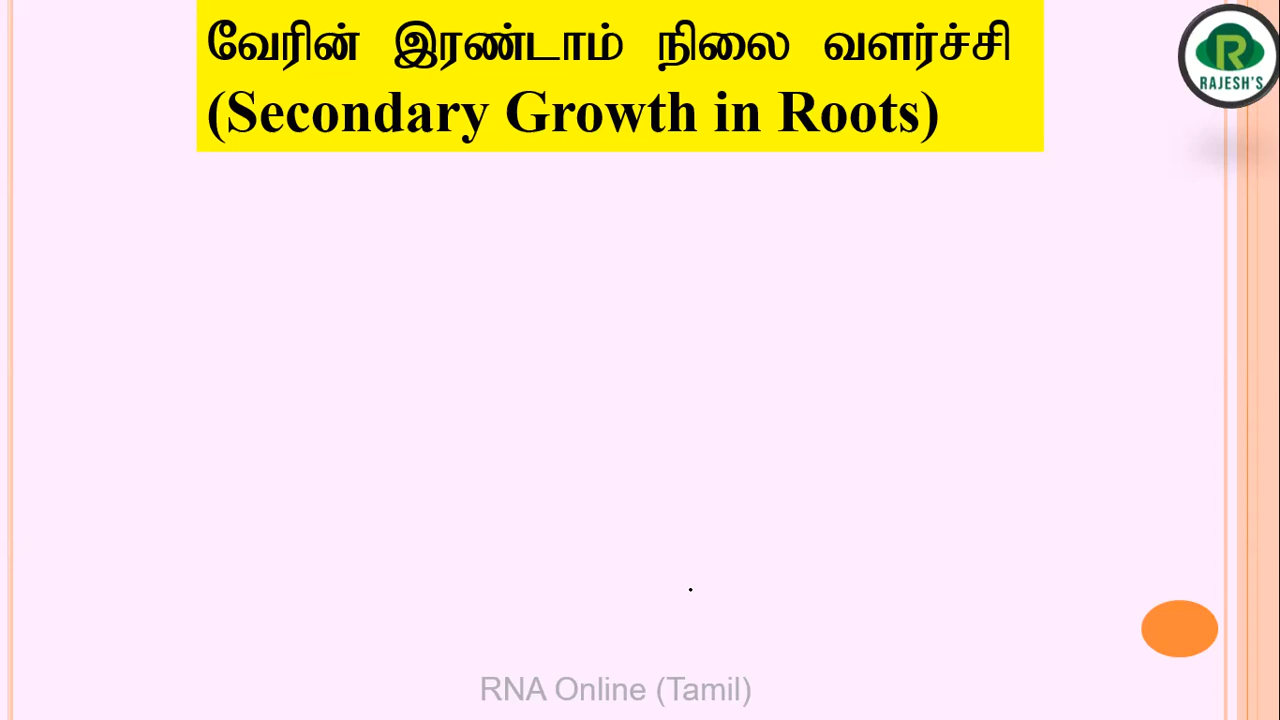 வேரின் இரண்டாம் நிலை வளர்ச்சி
(Secondary Growth in Roots)
R
RAJESH'S
RNA Online (Tamil)